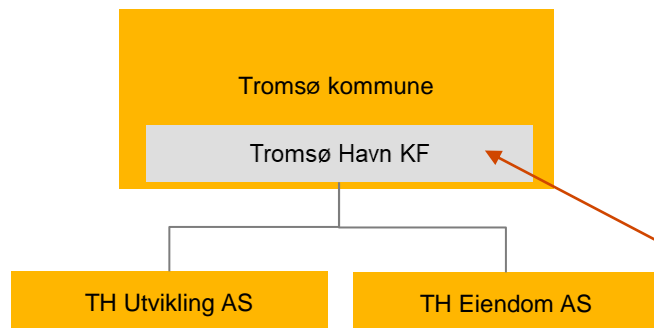 Tromsø kommune
Tromsø Havn KF
TH Utvikling AS
TH Eiendom AS